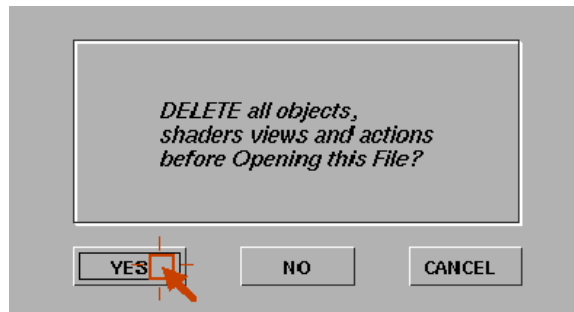 DELETE all objects,
shaders views and actions
before Opening this File?
YES
NO
CANCEL